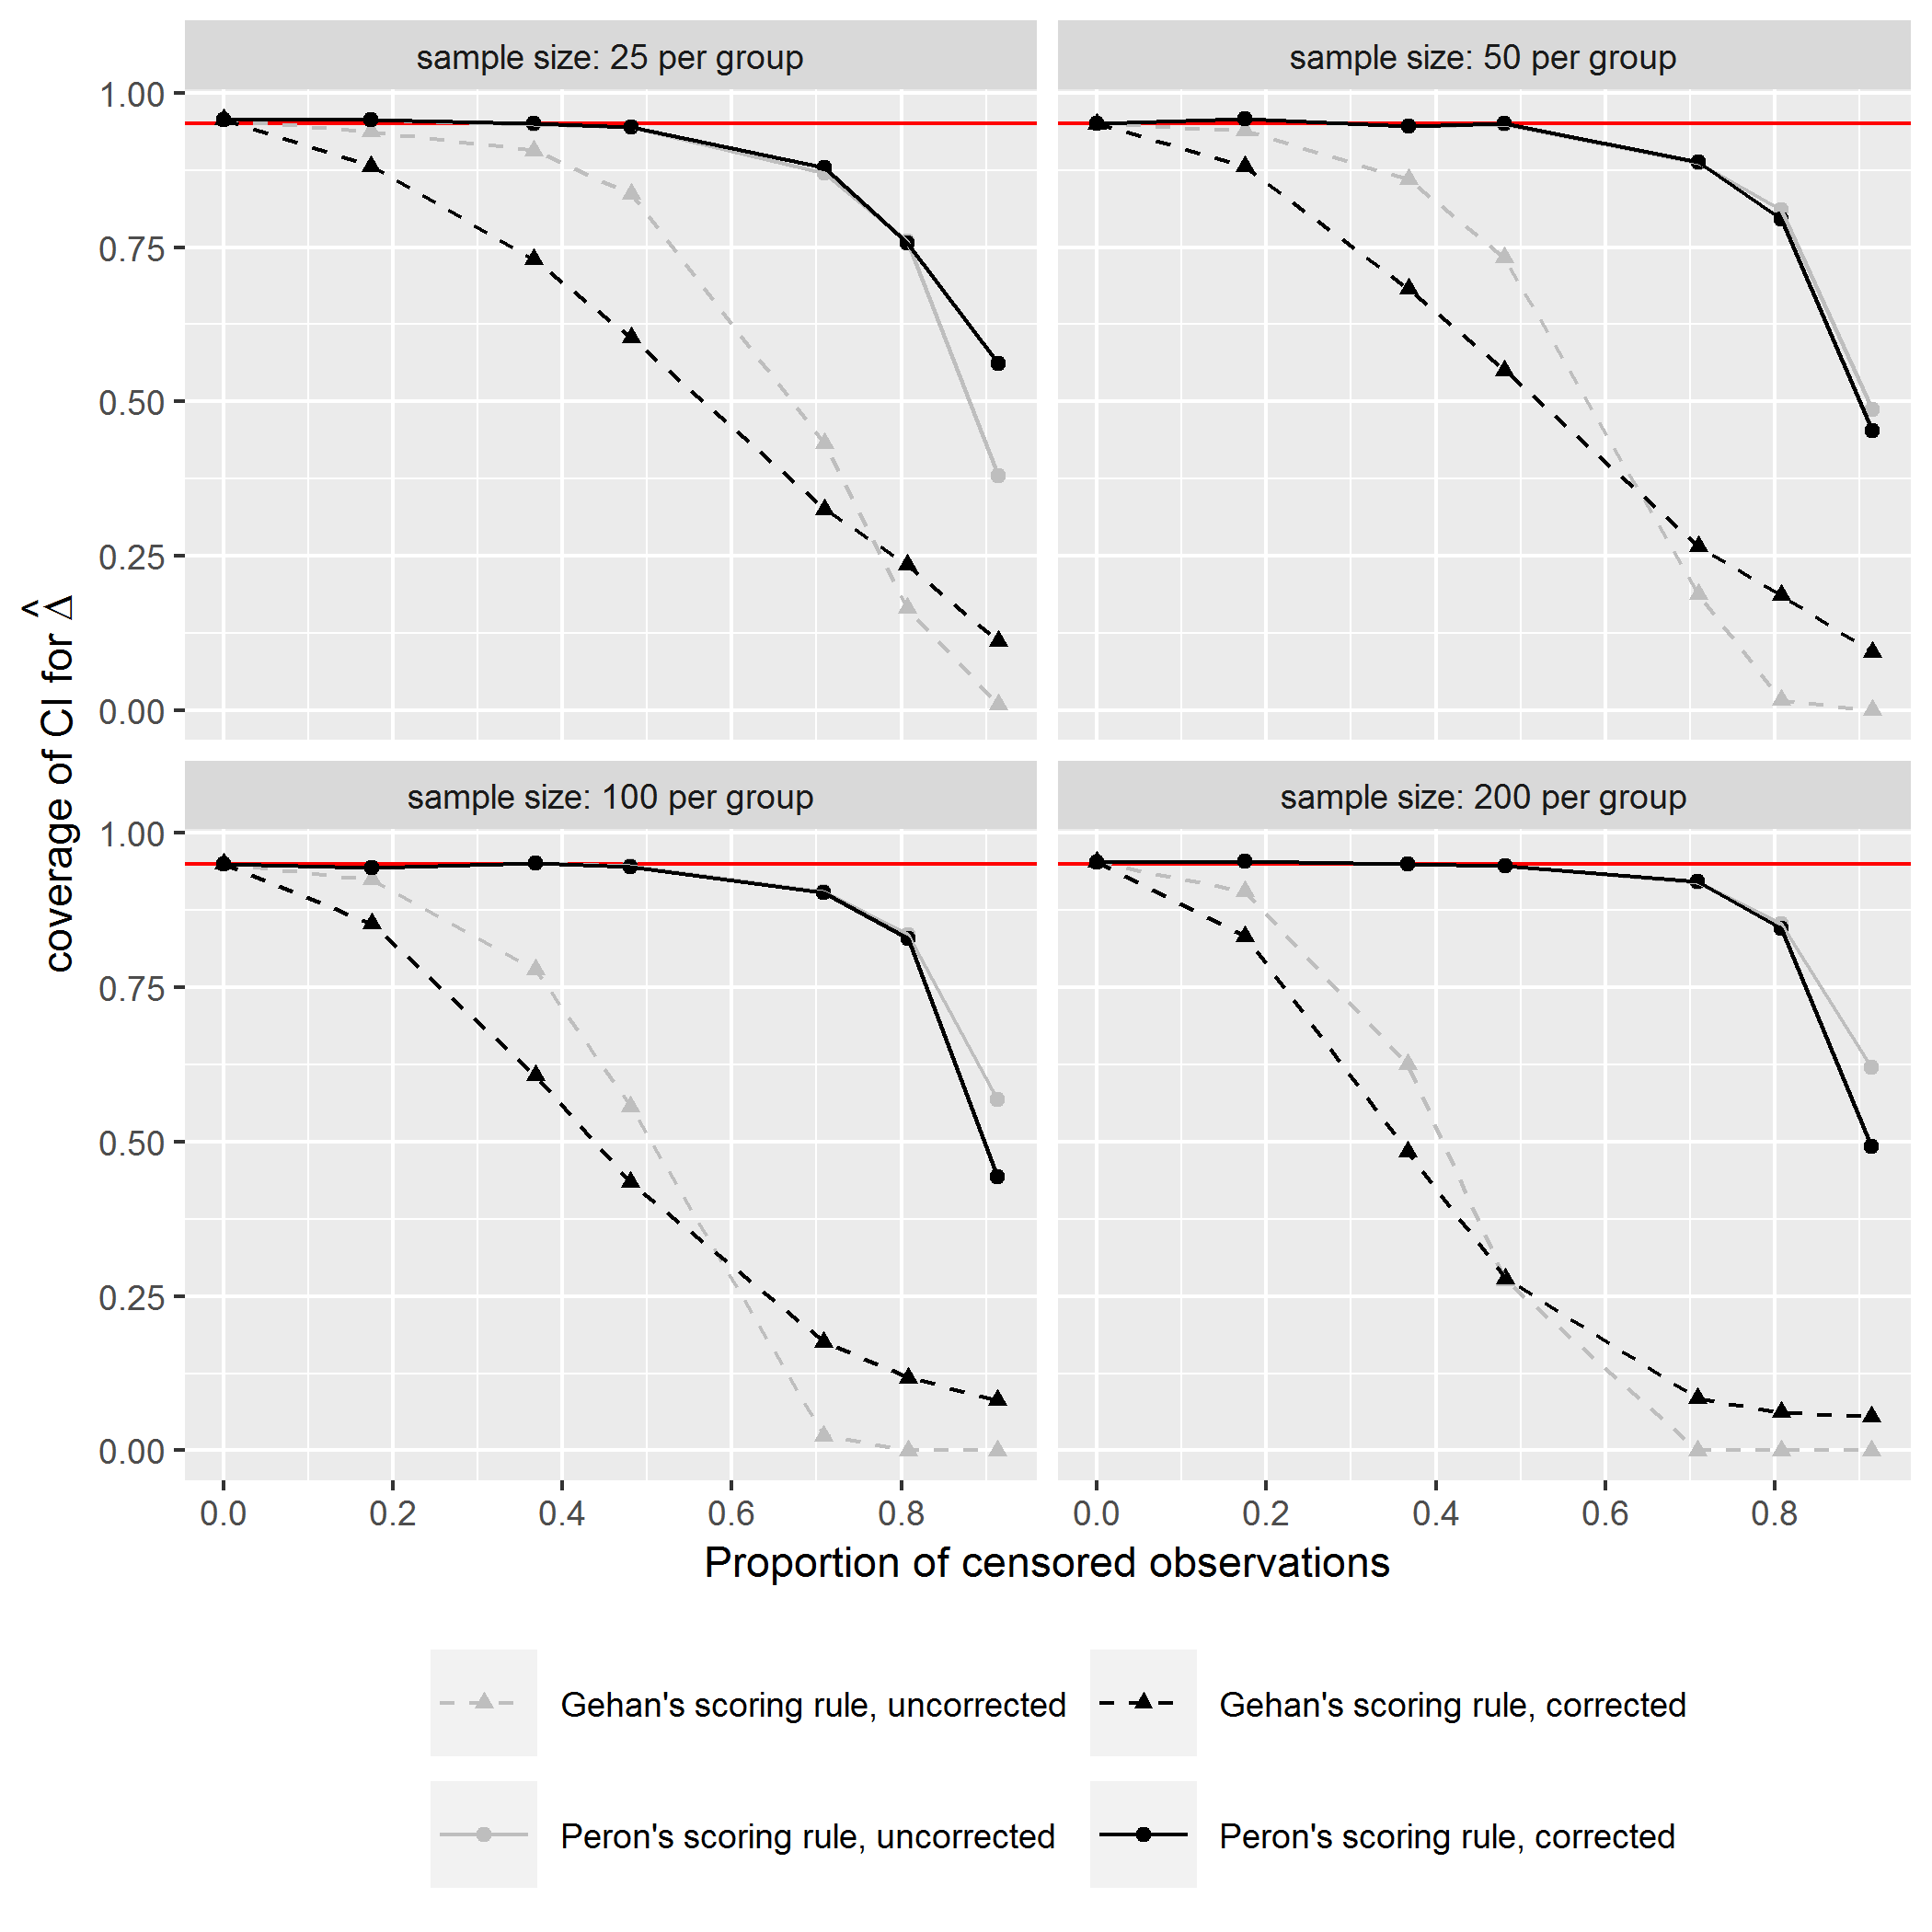 sample size: 25 per group
sample size: 50 per group
1.00
0.75
0.50
0.25
0.00
sample size: 100 per group
sample size: 200 per group
1.00
0.75
0.50
0.25
0.00
coverage of CI for Δ̂
0.0 0.2 0.4 0.6 0.8
0.0 0.2 0.4 0.6 0.8
Proportion of censored observations
Gehan's scoring rule, uncorrected
Gehan's scoring rule, corrected
Peron's scoring rule, uncorrected
Peron's scoring rule, corrected